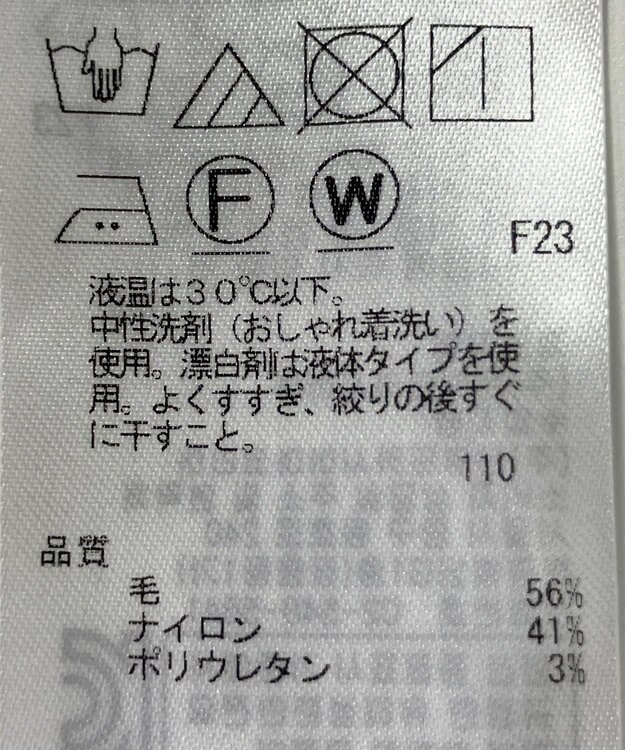 F W
F23
液温は30℃以下。
中性洗剤（おしゃれ着洗い）を
使用。漂白剤は液体タイプを使
用。よくすすぎ、絞りの後すぐ
に干すこと。
110
品質
毛 56%
ナイロン 41%
ポリウレタン 3%